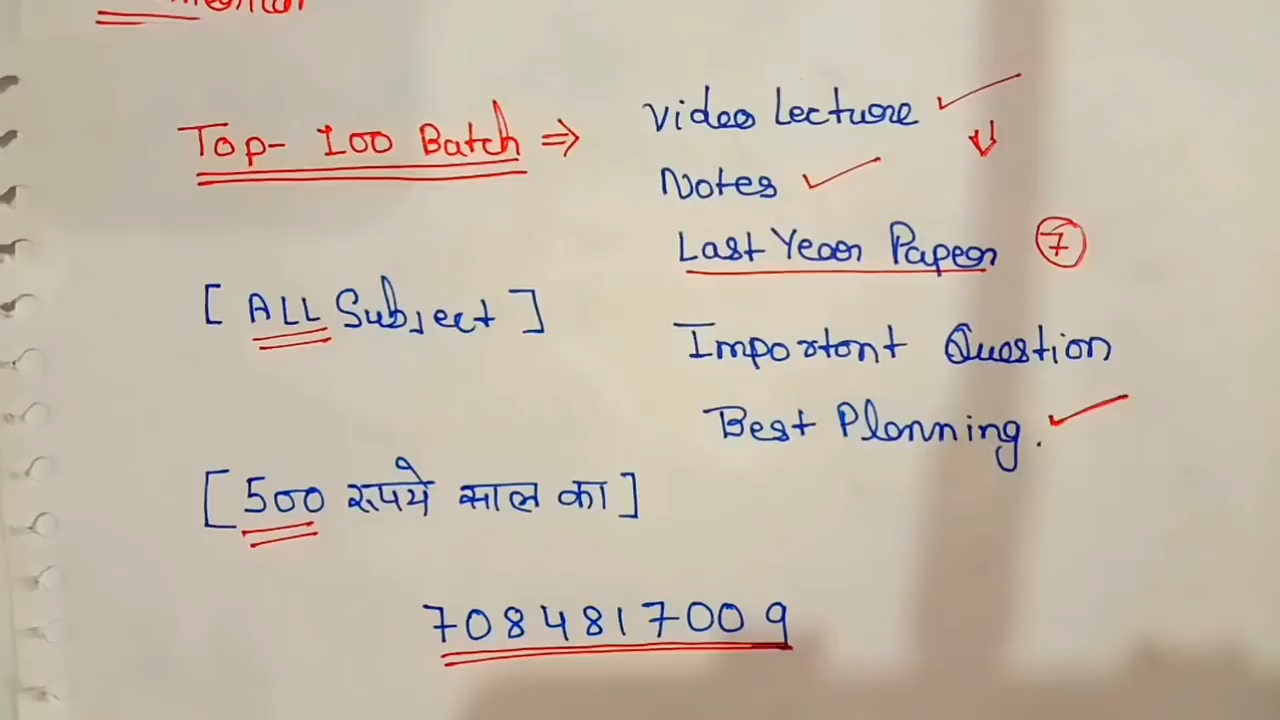 Top- 100 Batch ⇒
Video Lecture ✓
Notes ✓
Last Year Paper 7
[ ALL Subject ]
Important Question
Best Planning. ✓
[ 500 रूपये साल का ]
7084817009